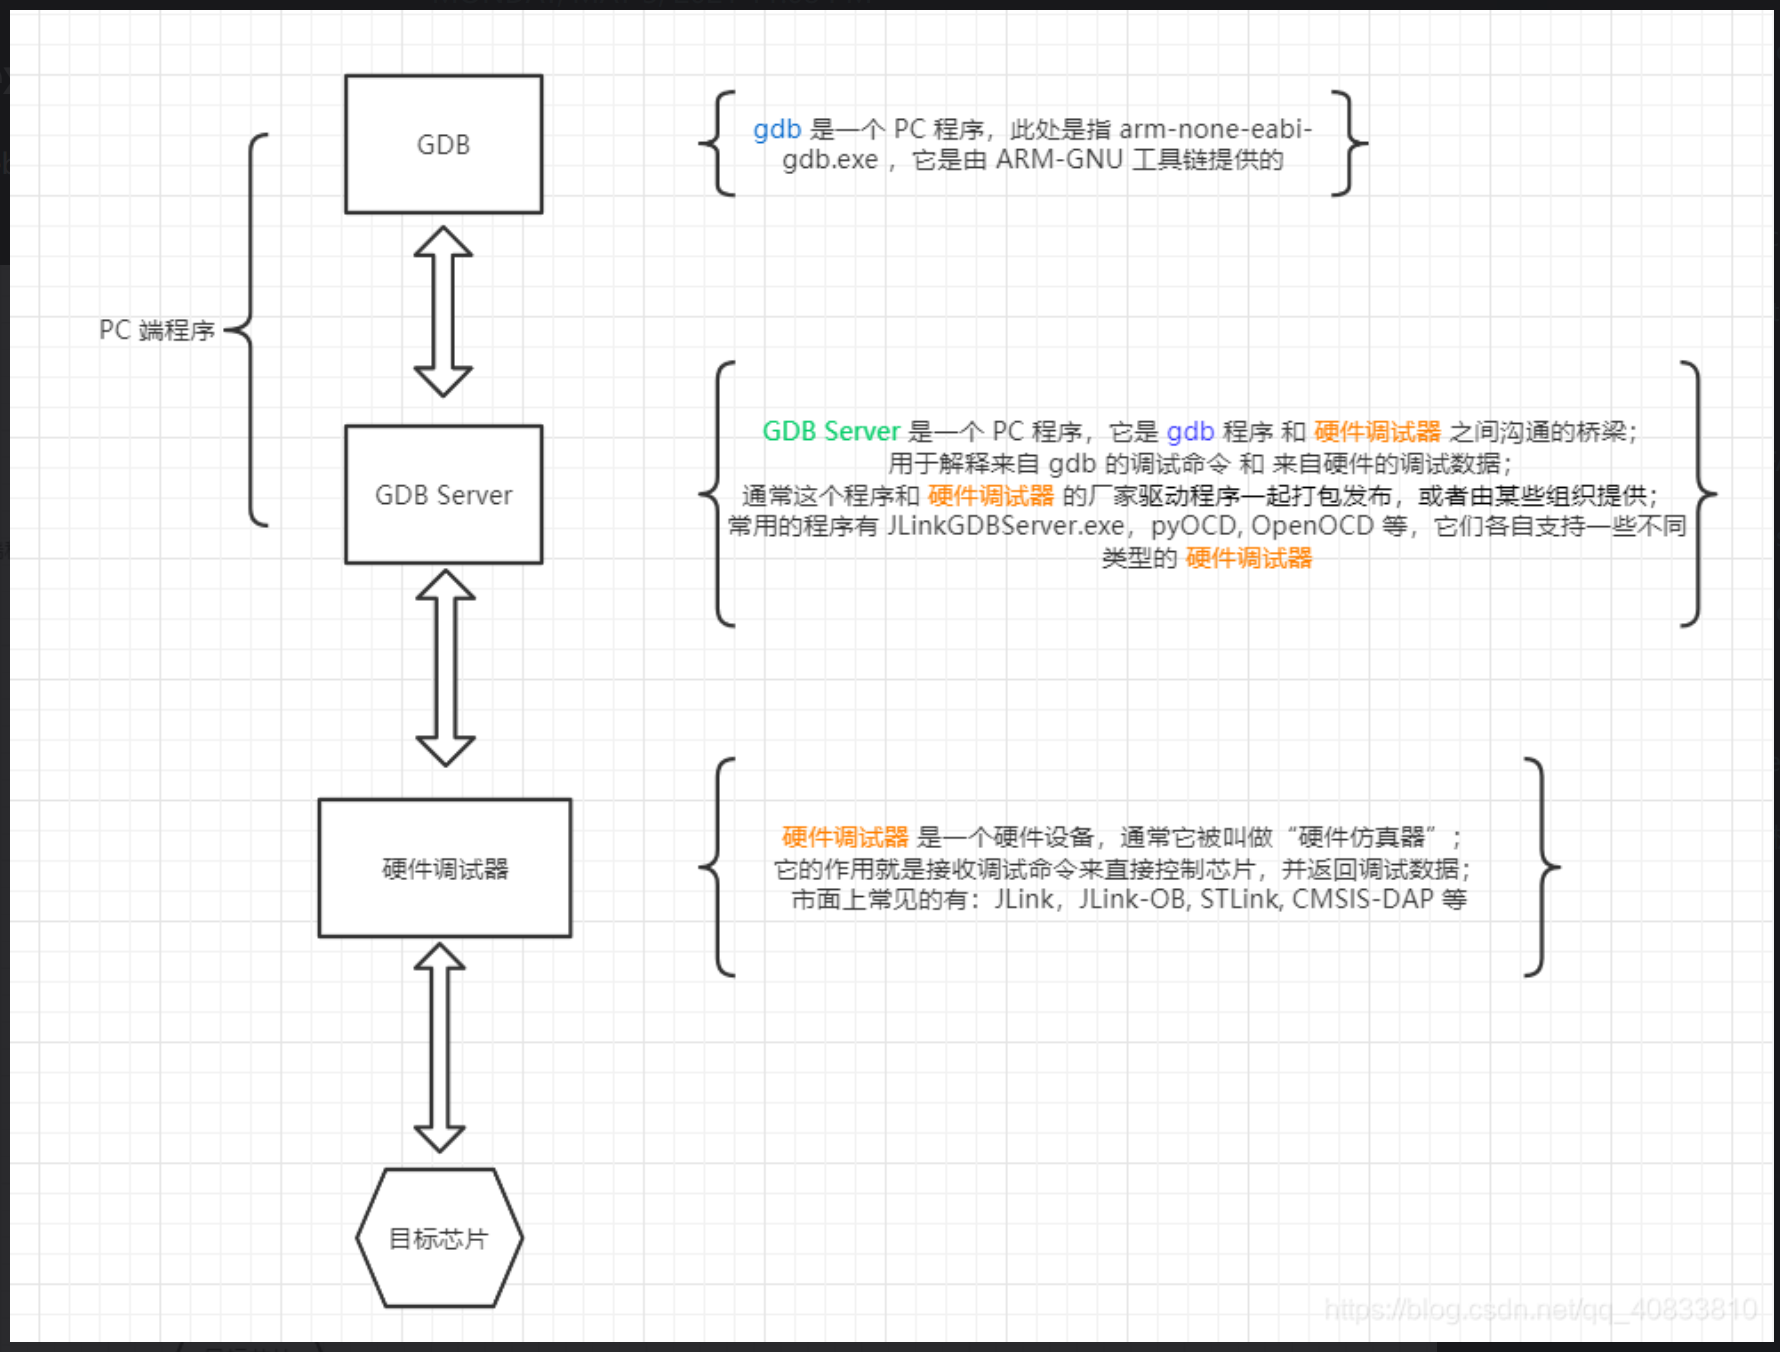 GDB
gdb 是一个 PC 程序，此处是指 arm-none-eabi-
gdb.exe ，它是由 ARM-GNU 工具链提供的
PC 端程序
GDB Server
GDB Server 是一个 PC 程序，它是 gdb 程序 和 硬件调试器 之间沟通的桥梁；
用于解释来自 gdb 的调试命令 和 来自硬件的调试数据；
通常这个程序和 硬件调试器 的厂家驱动程序一起打包发布，或者由某些组织提供；
常用的程序有 JLinkGDBServer.exe，pyOCD, OpenOCD 等，它们各自支持一些不同
类型的 硬件调试器
硬件调试器
硬件调试器 是一个硬件设备，通常它被叫做“硬件仿真器”；
它的作用就是接收调试命令来直接控制芯片，并返回调试数据；
市面上常见的有：JLink，JLink-OB, STLink, CMSIS-DAP 等
目标芯片
https://blog.csdn.net/qq_40833810